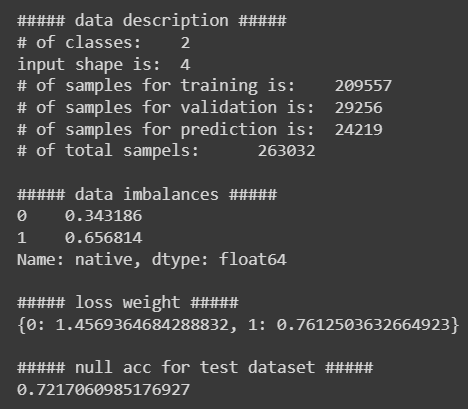 ##### data description #####
# of classes:    2
input shape is:  4
# of samples for training is:    209557
# of samples for validation is:  29256
# of samples for prediction is:  24219
# of total sampels:      263032
##### data imbalances #####
0    0.343186
1    0.656814
Name: native, dtype: float64
##### loss weight #####
{0: 1.4569364684288832, 1: 0.7612503632664923}
##### null acc for test dataset #####
0.7217060985176927